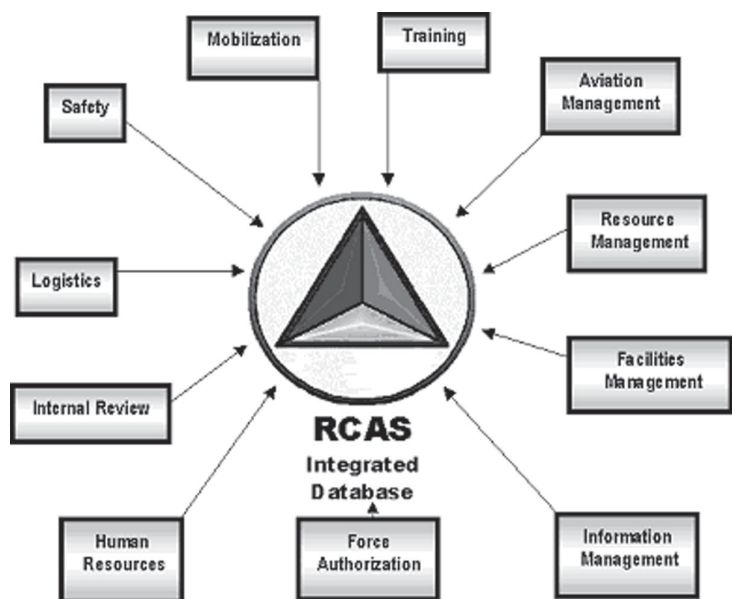 Mobilization
Training
Aviation
Management
Safety
Resource
Management
Logistics
Facilities
Management
Internal Review
RCAS
Integrated
Database
Human
Resources
Force
Authorization
Information
Management